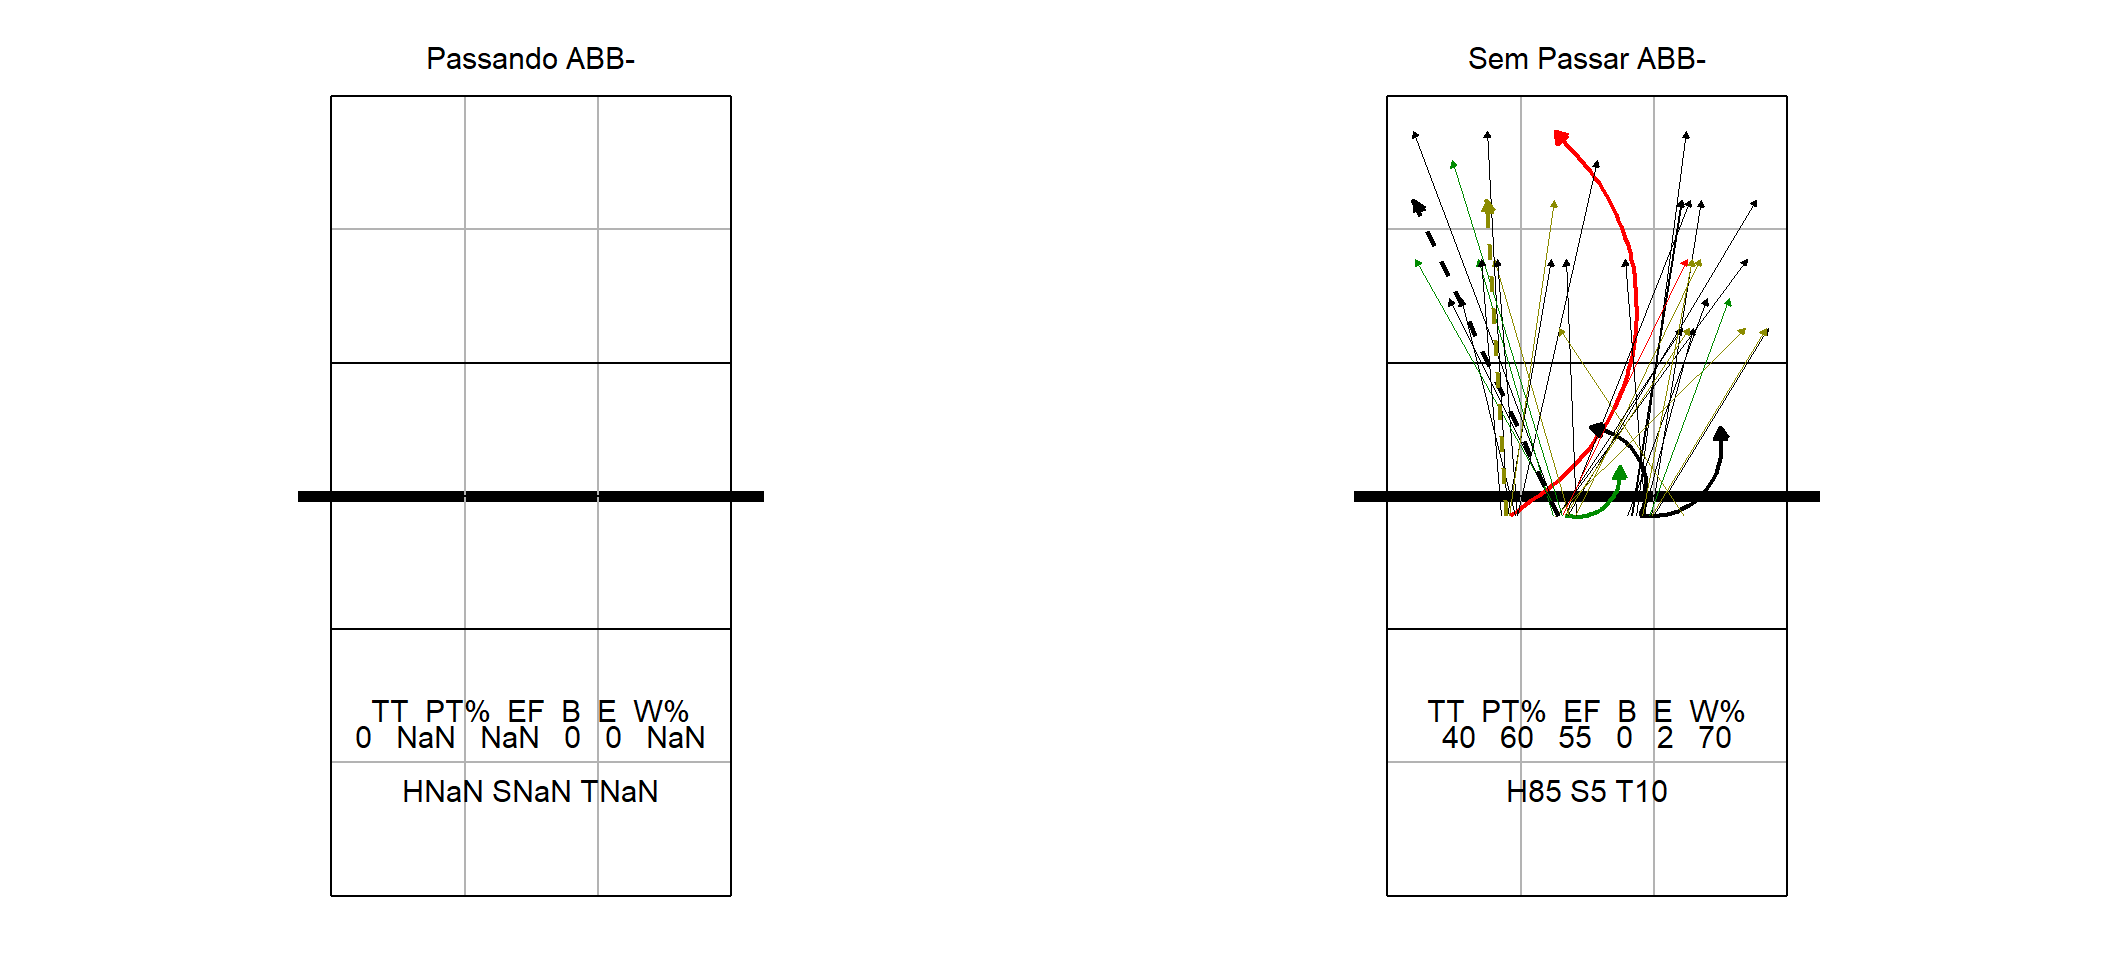 Passando ABB-
Sem Passar ABB-
TT PT% EF B E W%
0 NaN NaN 0 0 NaN
HNaN SNaN TNaN
TT PT% EF B E W%
40 60 55 0 2 70
H85 S5 T10